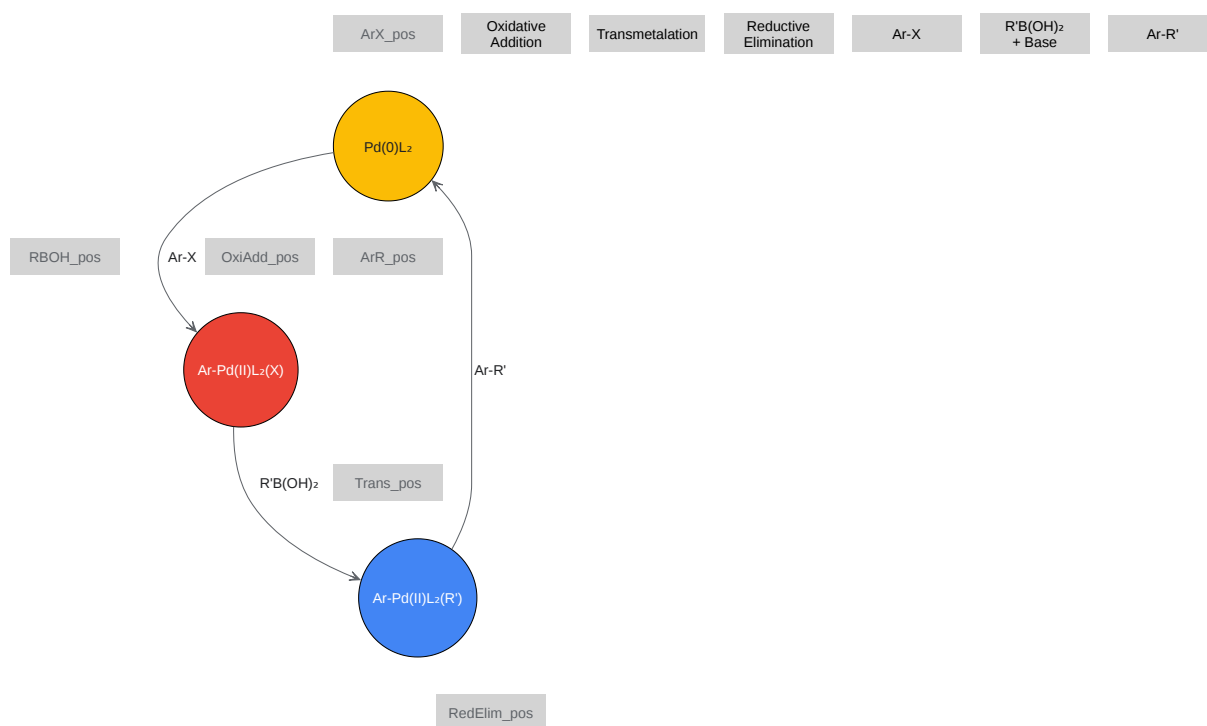 ArX_pos
Oxidative
Addition
Transmetalation
Reductive
Elimination
Ar-X
R'B(OH)₂
+ Base
Ar-R'
Pd(0)L₂
RBOH_pos
Ar-X
OxiAdd_pos
ArR_pos
Ar-Pd(II)L₂(X)
Ar-R'
R'B(OH)₂
Trans_pos
Ar-Pd(II)L₂(R')
RedElim_pos